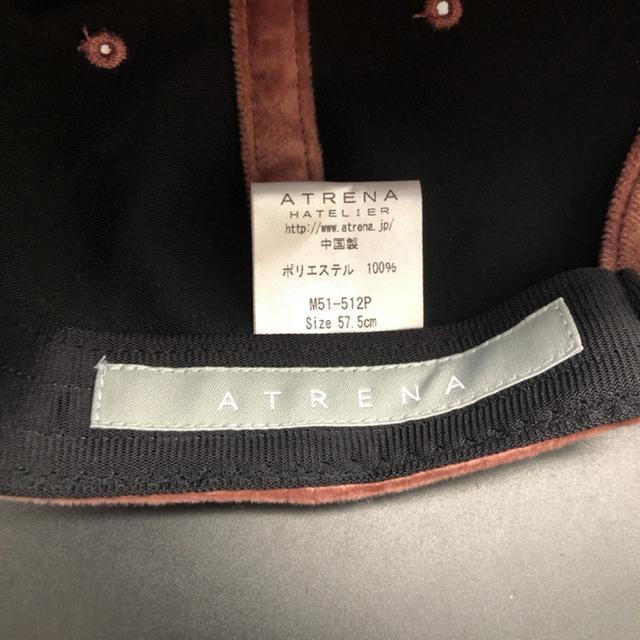 ATRENA
HATELIER
http://www.atrena.jp/
中国製
ポリエステル 100%
M51-512P
Size 57.5cm
ATRENA